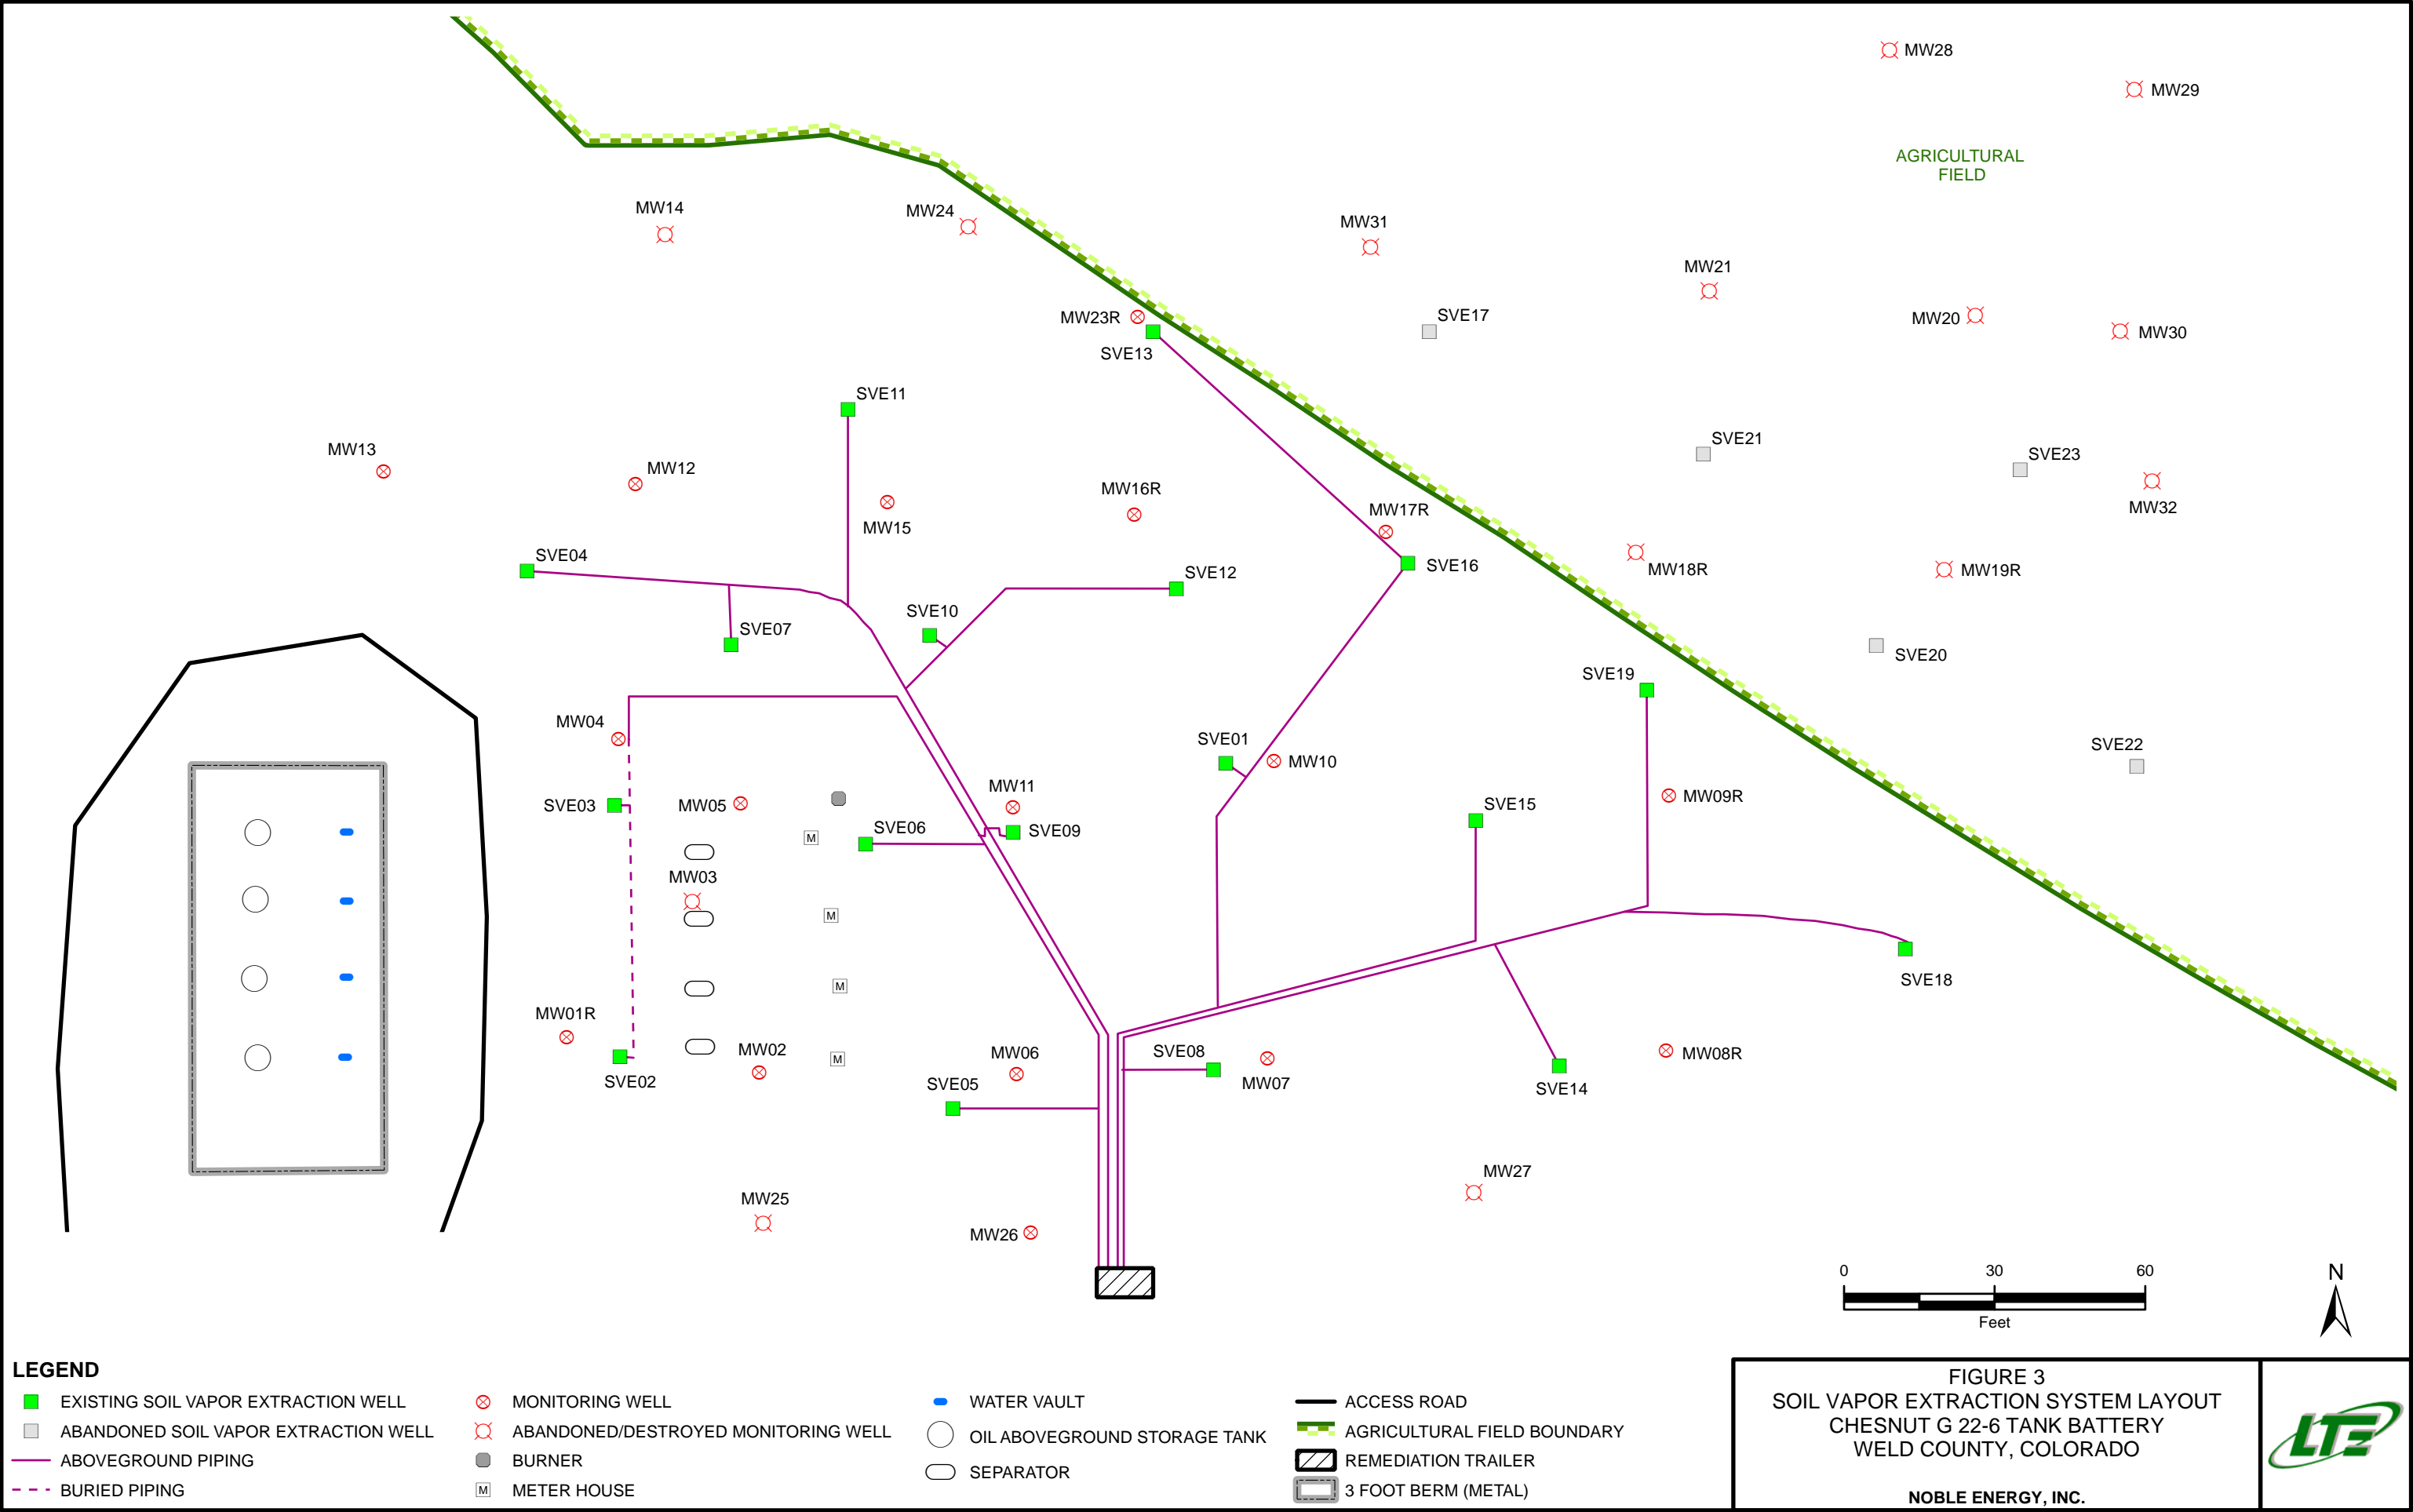 MW28
MW29
AGRICULTURAL
FIELD
MW14
MW24
MW31
MW21
MW23R
SVE13
SVE17
MW20
MW30
SVE11
MW13
MW12
MW15
MW16R
MW17R
SVE21
SVE23
MW32
SVE04
SVE12
SVE16
MW18R
MW19R
SVE10
SVE07
SVE20
SVE19
MW04
SVE01
MW10
SVE22
SVE03
MW05
MW11
SVE15
MW09R
SVE06
SVE09
M
MW03
M
SVE18
M
MW01R
MW02
M
MW06
SVE08
MW07
MW08R
SVE02
SVE05
SVE14
MW25
MW26
MW27
0 30 60
Feet
N
LEGEND
EXISTING SOIL VAPOR EXTRACTION WELL
ABANDONED SOIL VAPOR EXTRACTION WELL
ABOVEGROUND PIPING
BURIED PIPING
MONITORING WELL
ABANDONED/DESTROYED MONITORING WELL
BURNER
M METER HOUSE
WATER VAULT
OIL ABOVEGROUND STORAGE TANK
SEPARATOR
ACCESS ROAD
AGRICULTURAL FIELD BOUNDARY
REMEDIATION TRAILER
3 FOOT BERM (METAL)
FIGURE 3
SOIL VAPOR EXTRACTION SYSTEM LAYOUT
CHESNUT G 22-6 TANK BATTERY
WELD COUNTY, COLORADO
NOBLE ENERGY, INC.
LTE